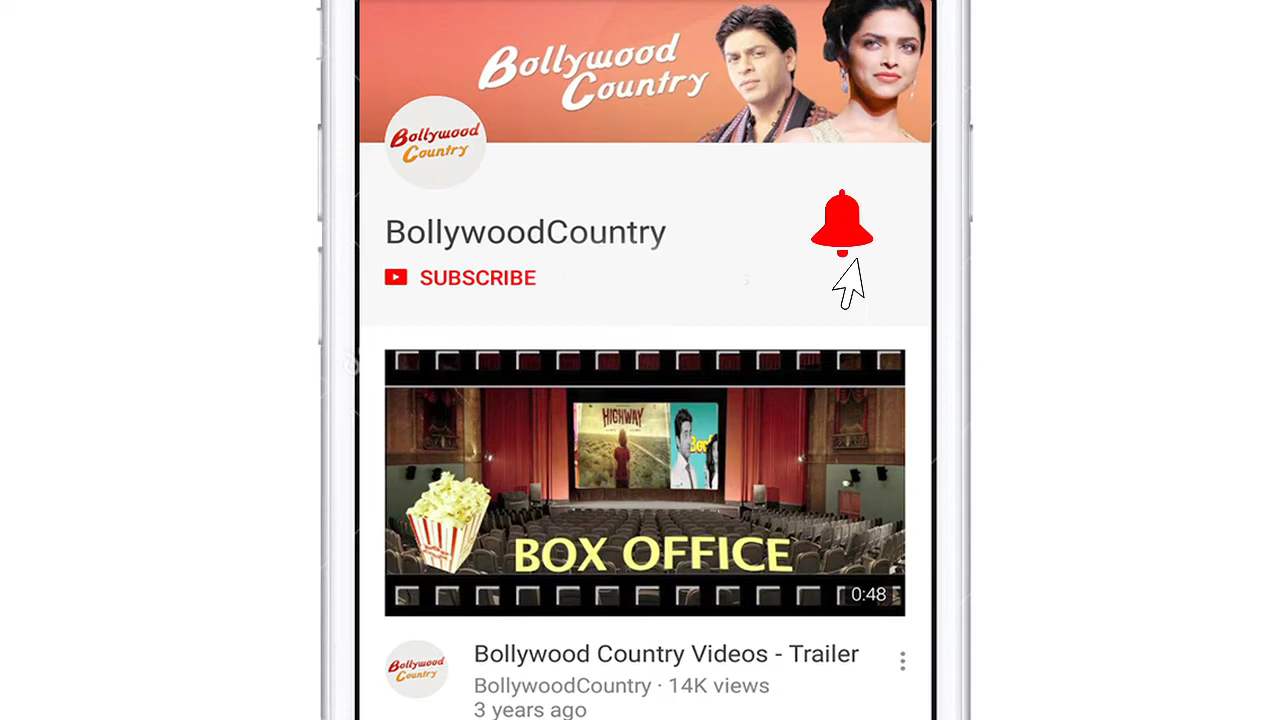 Bollywood
Country
Bollywood
Country
BollywoodCountry
SUBSCRIBE
HIGHWAY
BOX OFFICE
0:48
Bollywood
Country
Bollywood Country Videos - Trailer
BollywoodCountry · 14K views
3 years ago